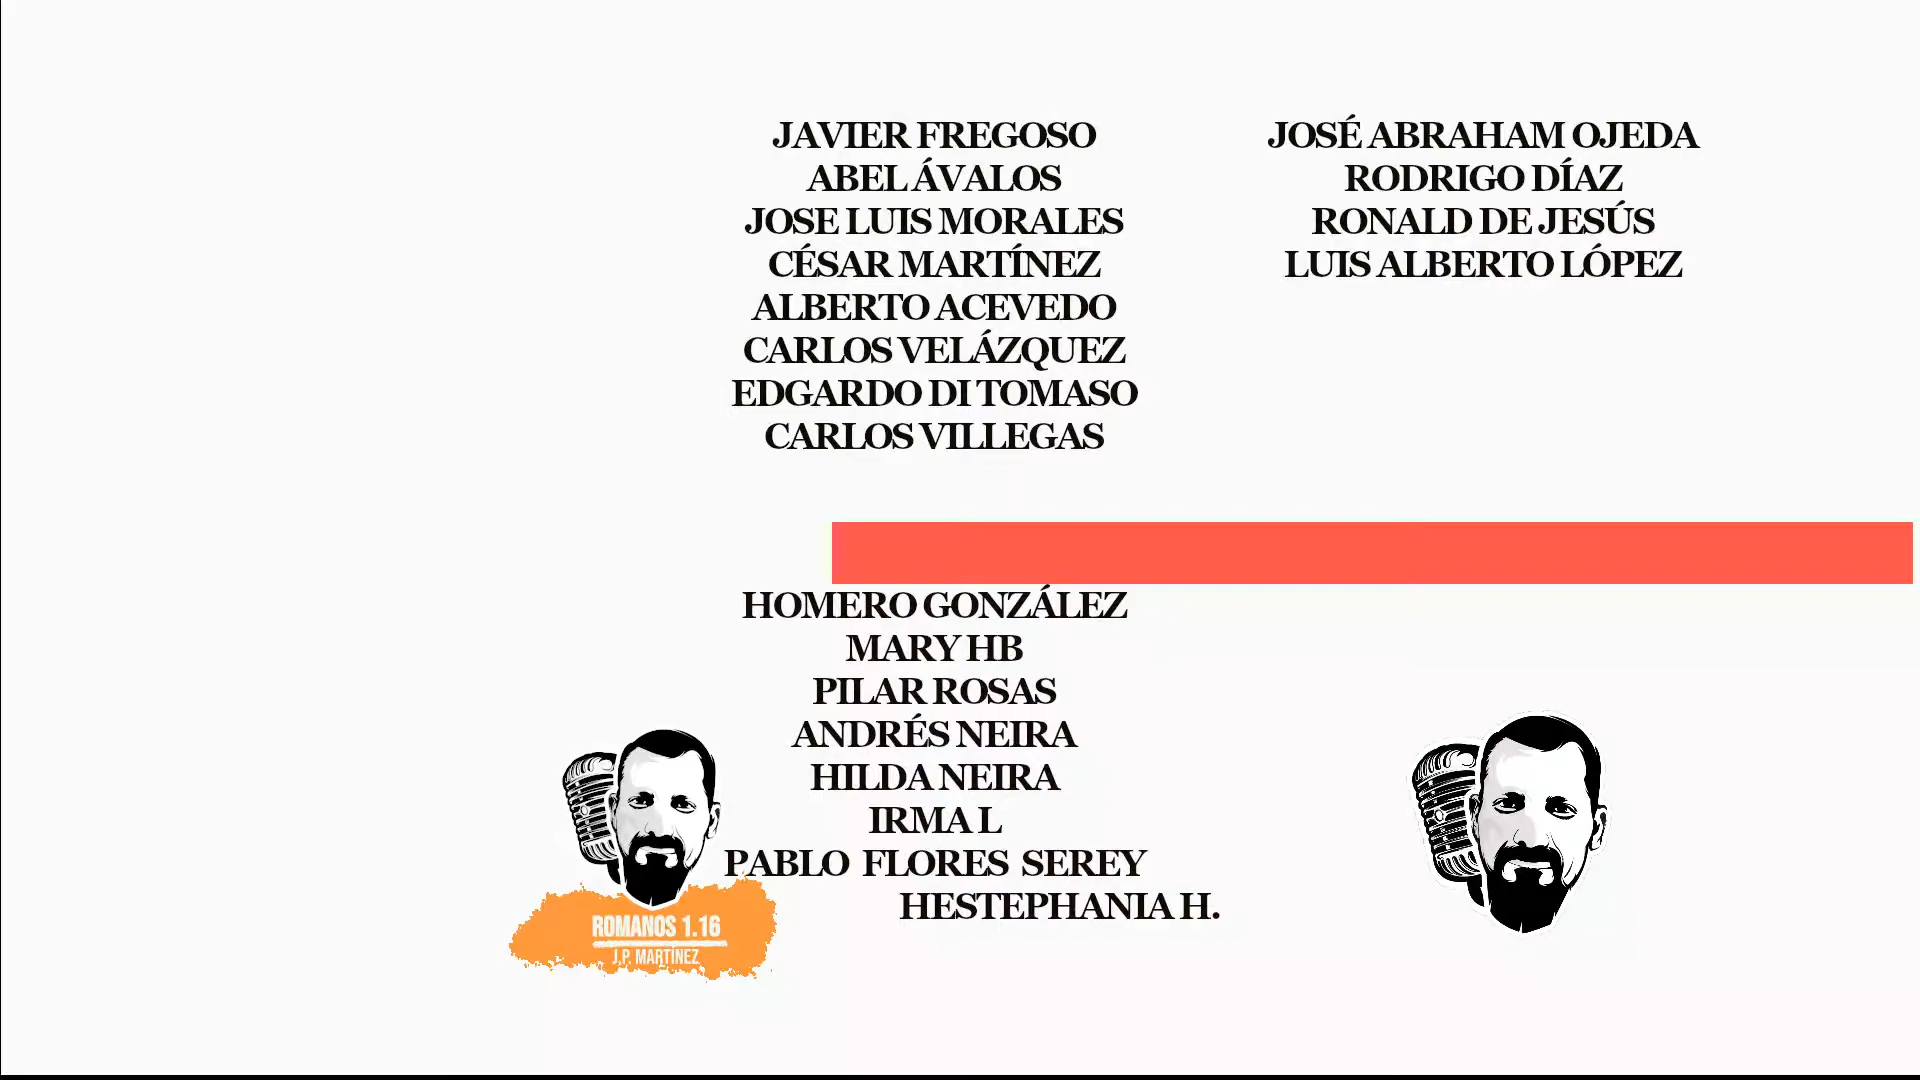 JAVIER FREGOSO
ABEL ÁVALOS
JOSE LUIS MORALES
CÉSAR MARTÍNEZ
ALBERTO ACEVEDO
CARLOS VELÁZQUEZ
EDGARDO DI TOMASO
CARLOS VILLEGAS
JOSÉ ABRAHAM OJEDA
RODRIGO DÍAZ
RONALD DE JESÚS
LUIS ALBERTO LÓPEZ
HOMERO GONZÁLEZ
MARY HB
PILAR ROSAS
ANDRÉS NEIRA
HILDA NEIRA
IRMA L
PABLO FLORES SEREY
HESTEPHANIA H.
ROMANOS 1.16
J.P. MARTÍNEZ